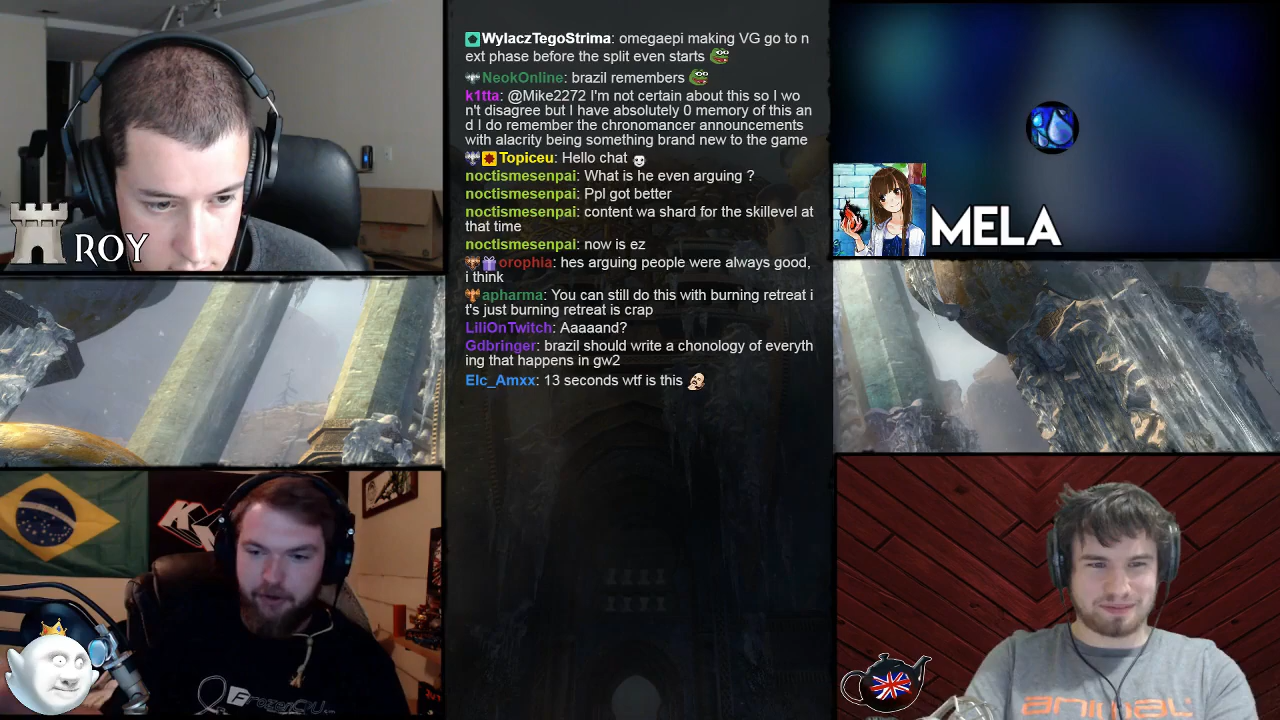 WylaczTegoStrima: omegaepi making VG go to n
ext phase before the split even starts
NeokOnline: brazil remembers
k1tta: @Mike2272 I'm not certain about this so I wo
n't disagree but I have absolutely 0 memory of this an
d I do remember the chronomancer announcements
with alacrity being something brand new to the game
Topiceu: Hello chat
noctismesenpai: What is he even arguing ?
noctismesenpai: Ppl got better
noctismesenpai: content wa shard for the skillevel at
that time
noctismesenpai: now is ez
orophia: hes arguing people were always good,
i think
apharma: You can still do this with burning retreat i
t's just burning retreat is crap
LiliOnTwitch: Aaaand?
Gdbringer: brazil should write a chonology of everyth
ing that happens in gw2
Elc_Amxx: 13 seconds wtf is this
ROY
MELA
FrozenCPU
animal